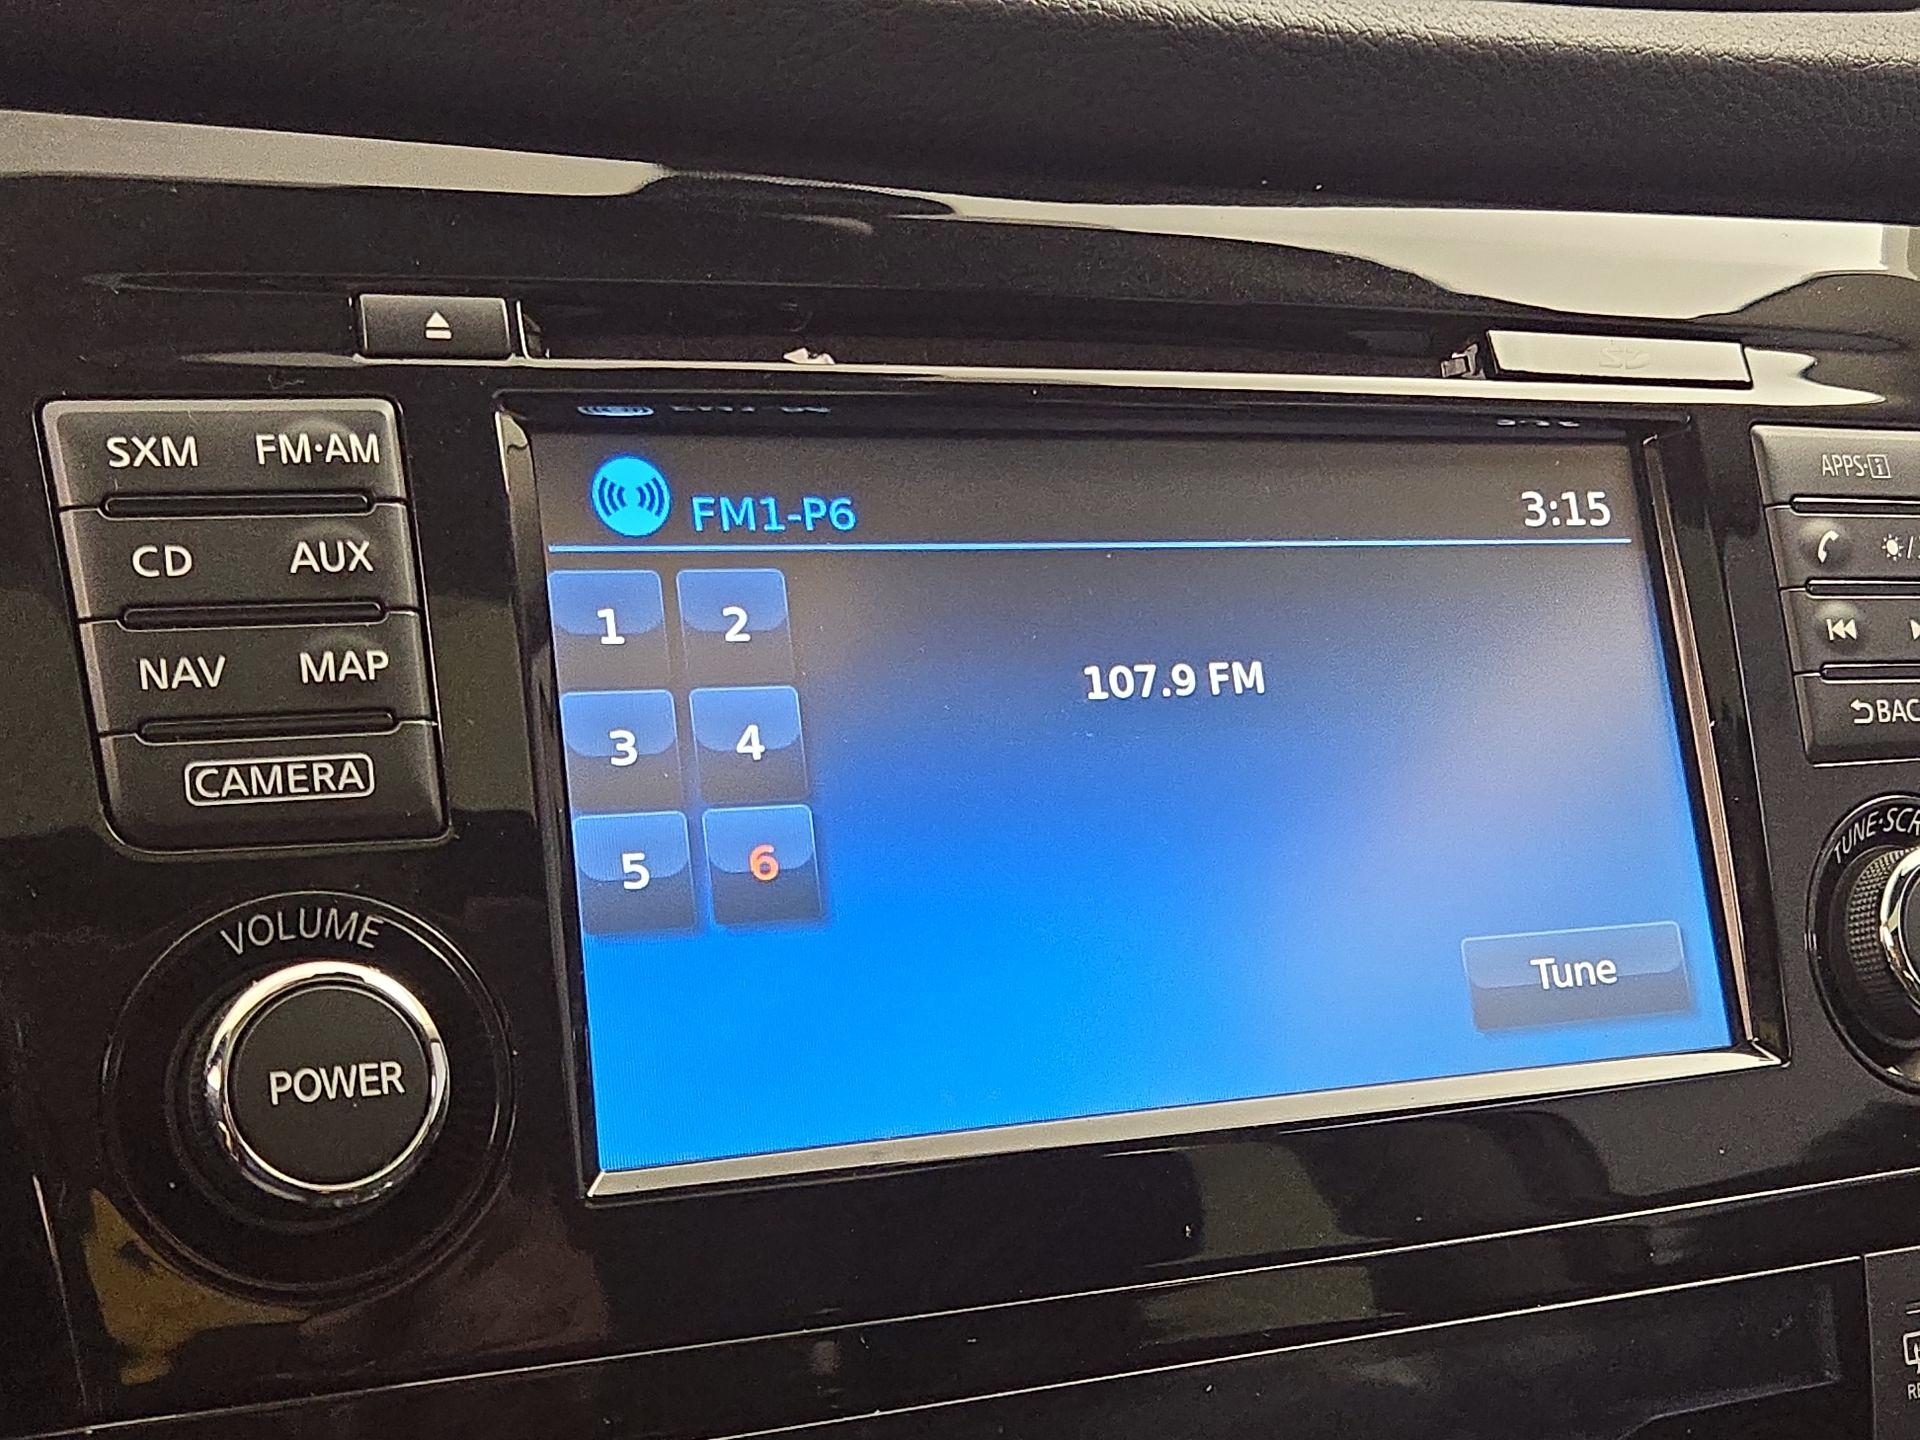 SXM FM·AM
CD AUX
NAV MAP
CAMERA
VOLUME
POWER
FM1-P6 3:15
1 2
3 4
5 6
107.9 FM
Tune
SD
APPS·i
BAC
TUNE·SCR